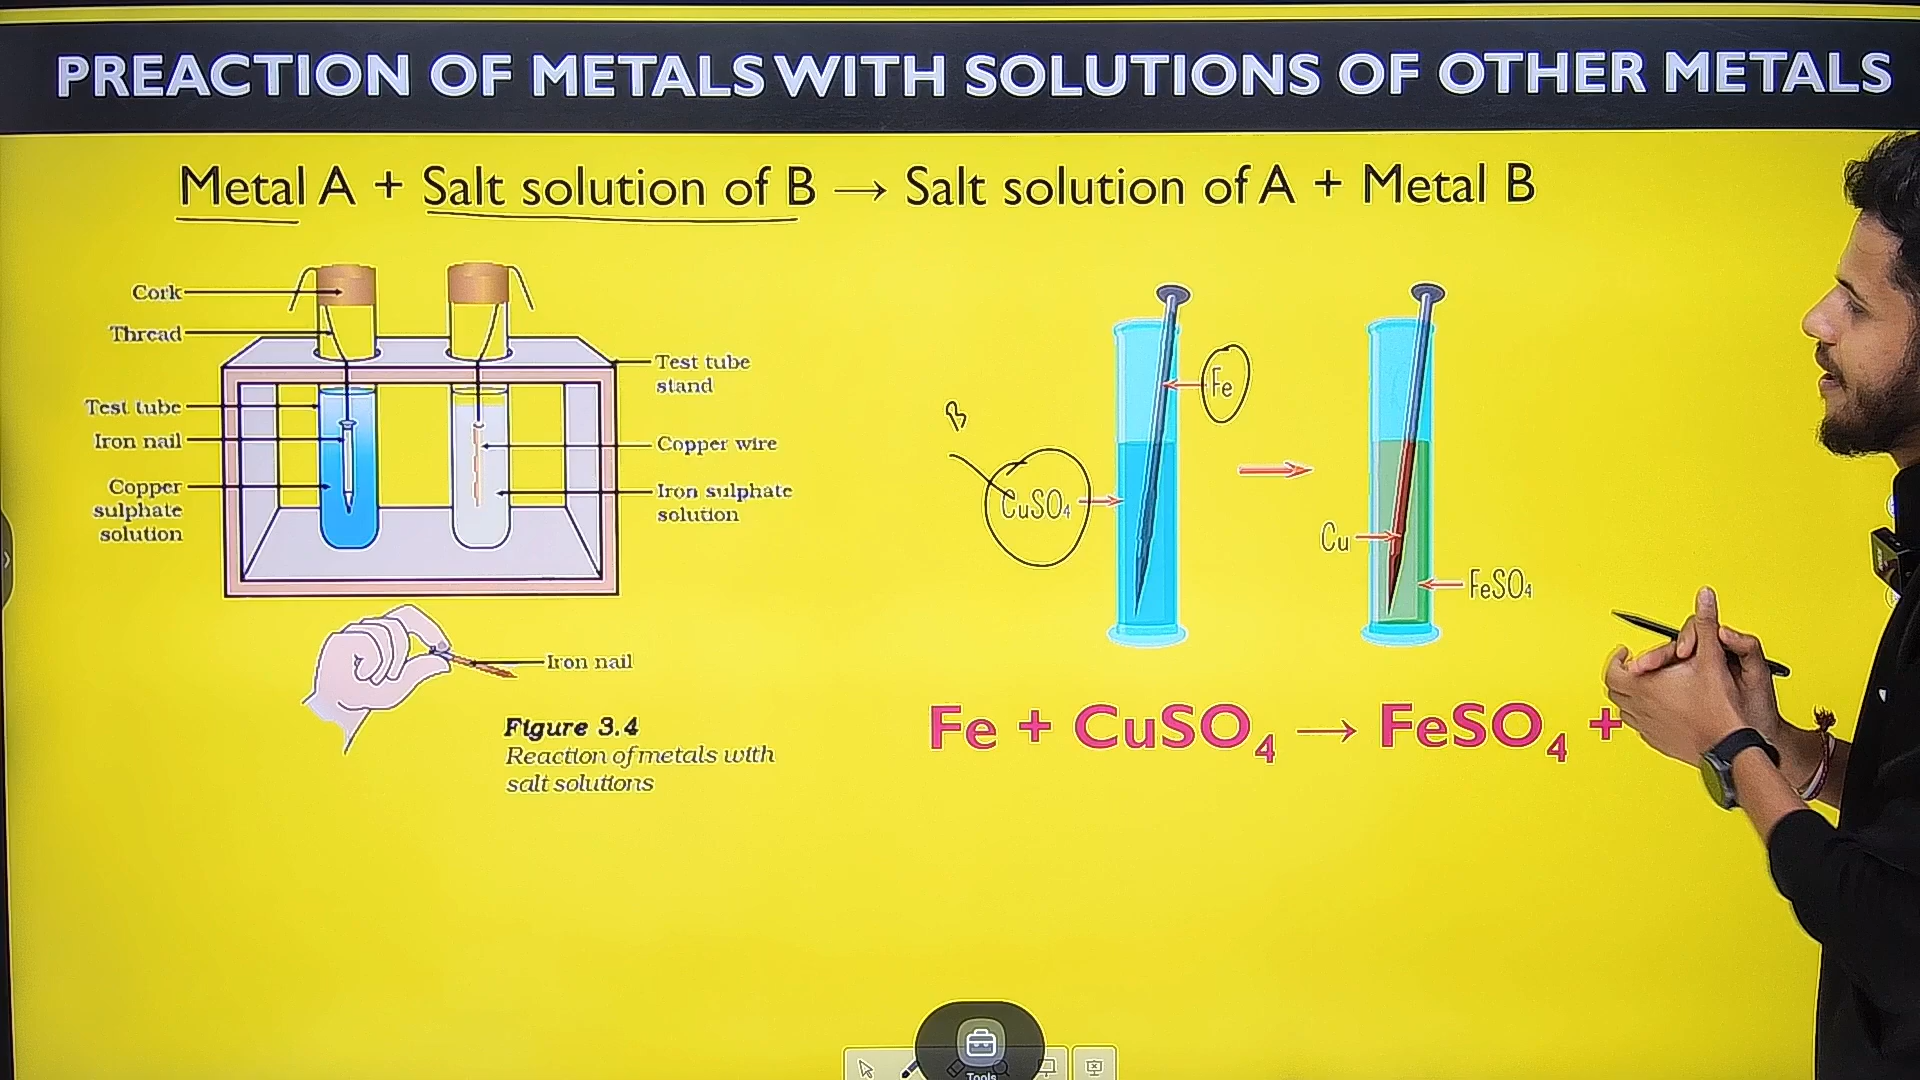 PREACTION OF METALS WITH SOLUTIONS OF OTHER METALS
Metal A + Salt solution of B → Salt solution of A + Metal B
Cork
Thread
Test tube
Iron nail
Copper
sulphate
solution
Test tube
stand
Copper wire
Iron sulphate
solution
Iron nail
Figure 3.4
Reaction of metals with
salt solutions
B
Fe
CuSO₄
Cu
FeSO₄
Fe + CuSO₄ → FeSO₄ +
Tools